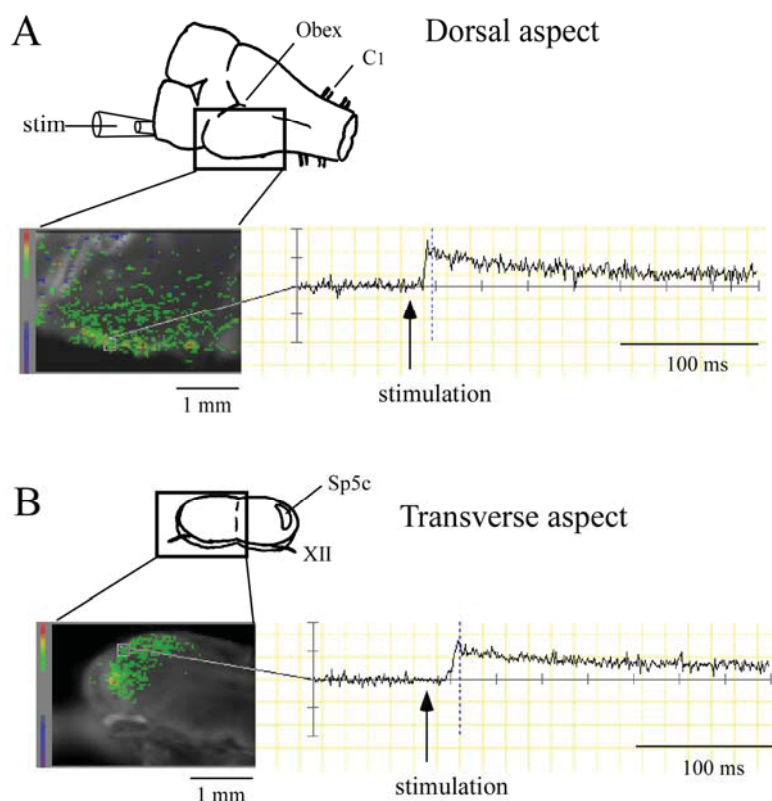 A
Dorsal aspect
Obex
C1
stim
100 ms
1 mm
stimulation
B
Transverse aspect
Sp5c
XII
100 ms
1 mm
stimulation